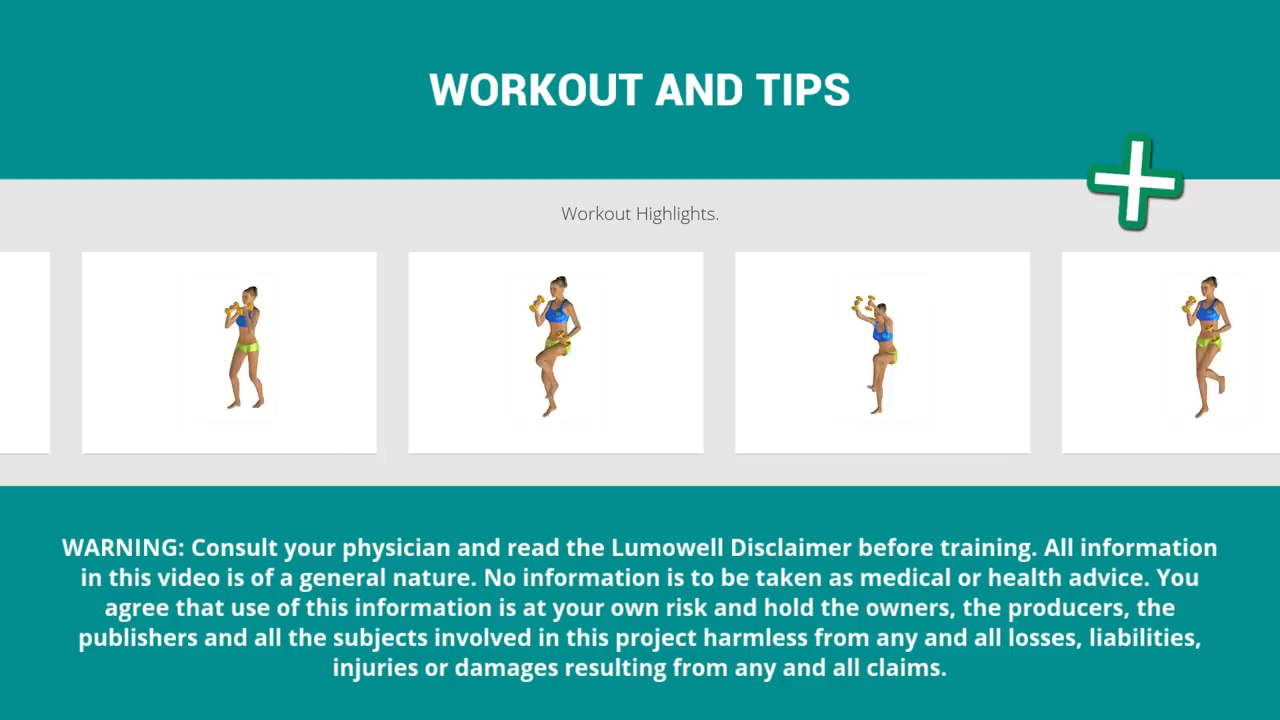 WORKOUT AND TIPS
Workout Highlights.
WARNING: Consult your physician and read the Lumowell Disclaimer before training. All information
in this video is of a general nature. No information is to be taken as medical or health advice. You
agree that use of this information is at your own risk and hold the owners, the producers, the
publishers and all the subjects involved in this project harmless from any and all losses, liabilities,
injuries or damages resulting from any and all claims.